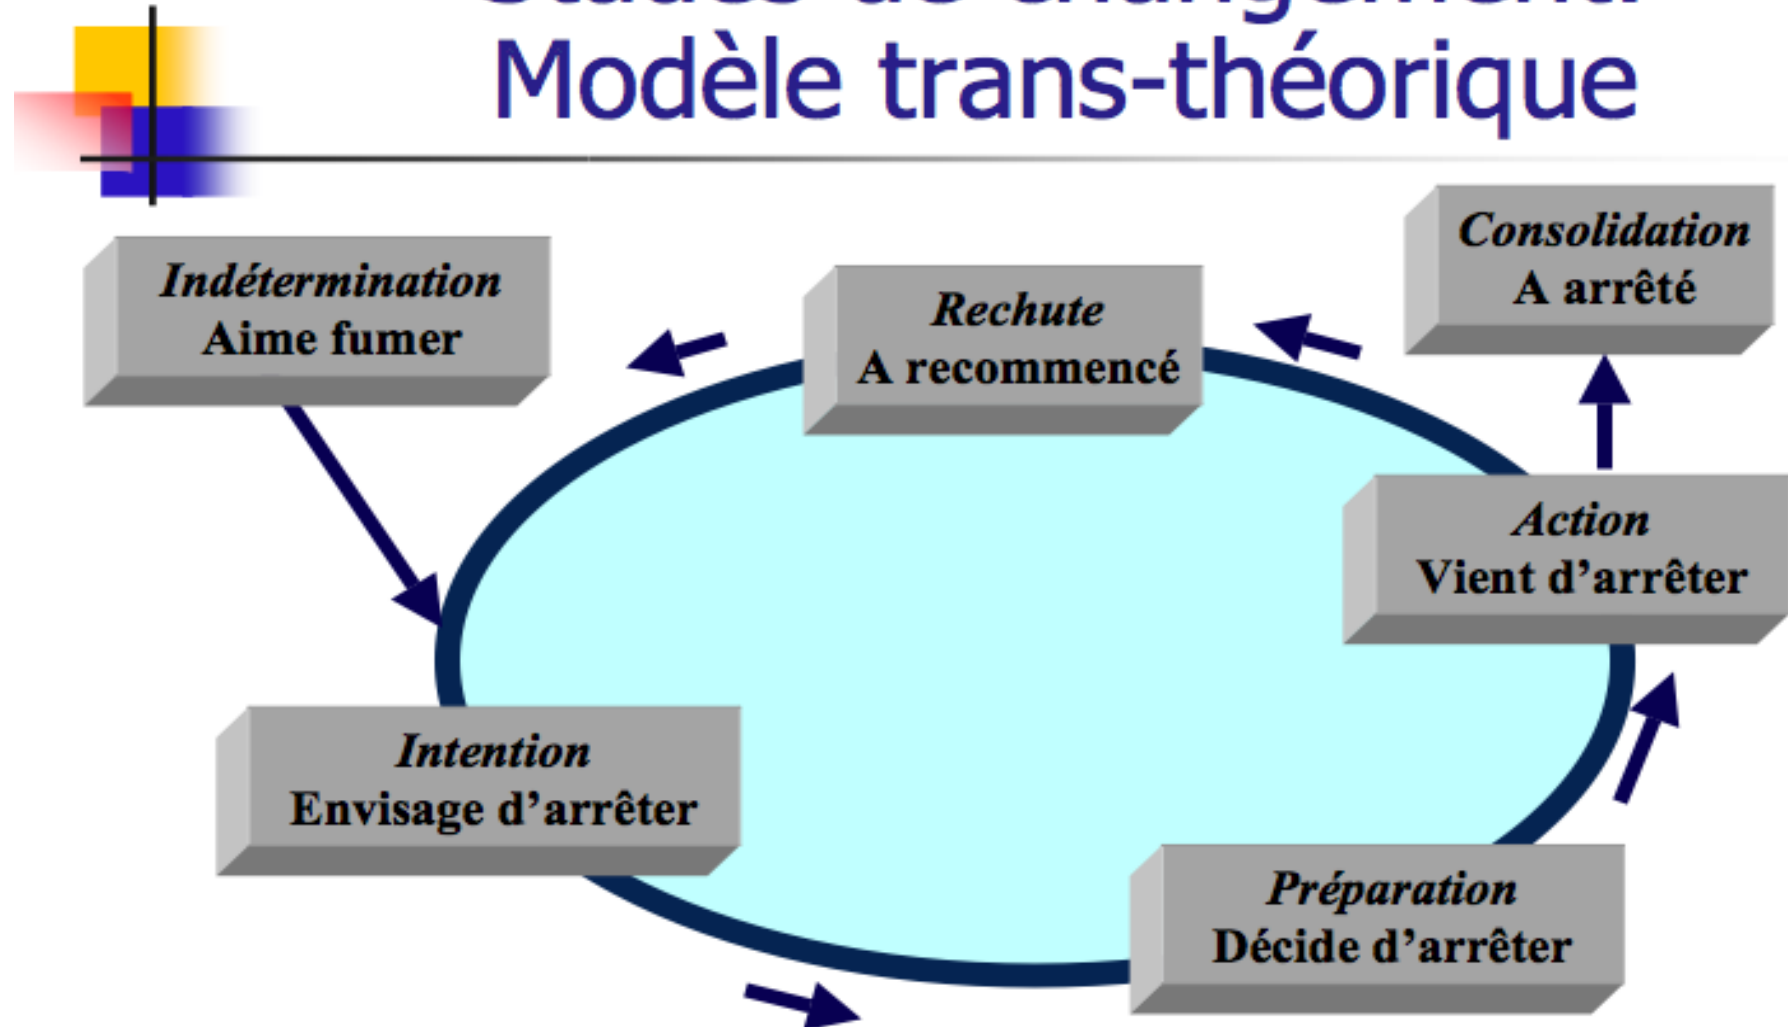 Modèle trans-théorique
Indétermination
Aime fumer
Rechute
A recommencé
Consolidation
A arrêté
Action
Vient d’arrêter
Intention
Envisage d’arrêter
Préparation
Décide d’arrêter